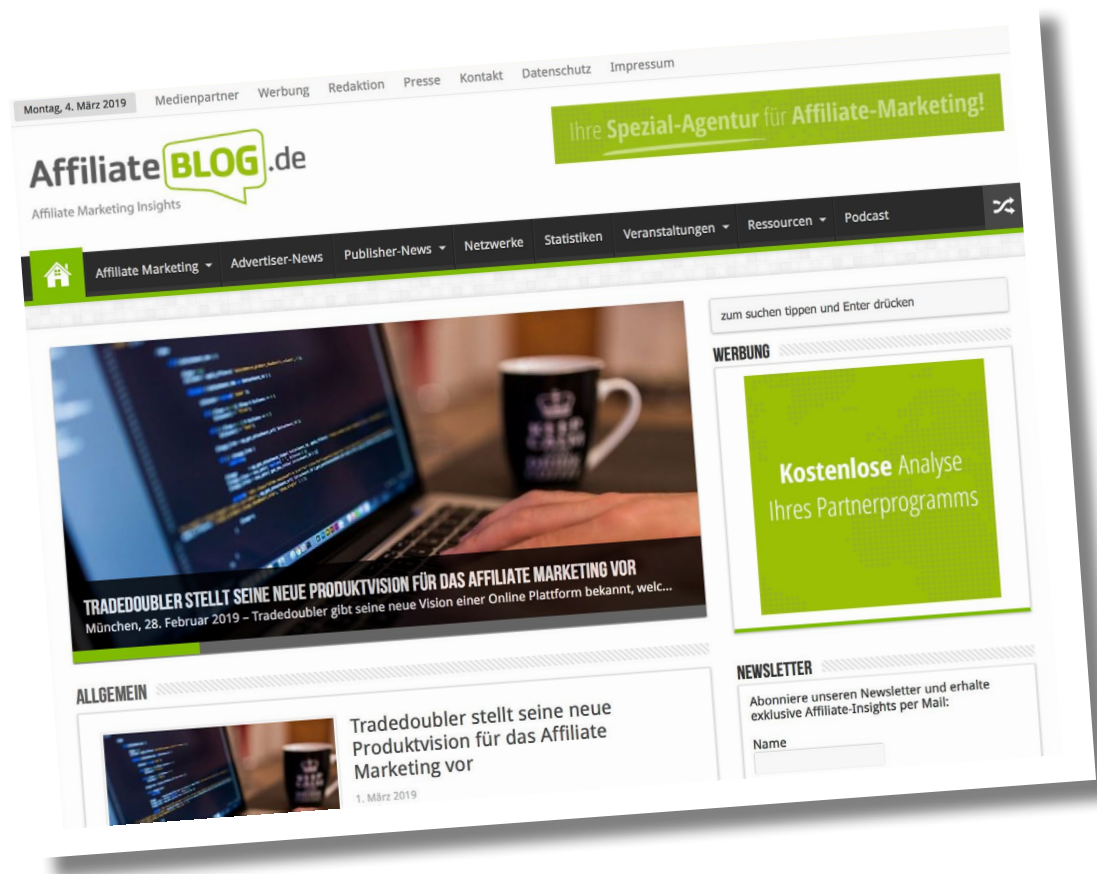 Montag, 4. März 2019 Medienpartner Werbung Redaktion Presse Kontakt Datenschutz Impressum
AffiliateBLOG.de
Affiliate Marketing Insights
Ihre Spezial-Agentur für Affiliate-Marketing!
Affiliate Marketing Advertiser-News Publisher-News Netzwerke Statistiken Veranstaltungen Ressourcen Podcast
KEEP
CALM
TRADEDOUBLER STELLT SEINE NEUE PRODUKTVISION FÜR DAS AFFILIATE MARKETING VOR
München, 28. Februar 2019 – Tradedoubler gibt seine neue Vision einer Online Plattform bekannt, welc...
zum suchen tippen und Enter drücken
WERBUNG
Kostenlose Analyse
Ihres Partnerprogramms
ALLGEMEIN
Tradedoubler stellt seine neue
Produktvision für das Affiliate
Marketing vor
1. März 2019
NEWSLETTER
Abonniere unseren Newsletter und erhalte
exklusive Affiliate-Insights per Mail:
Name